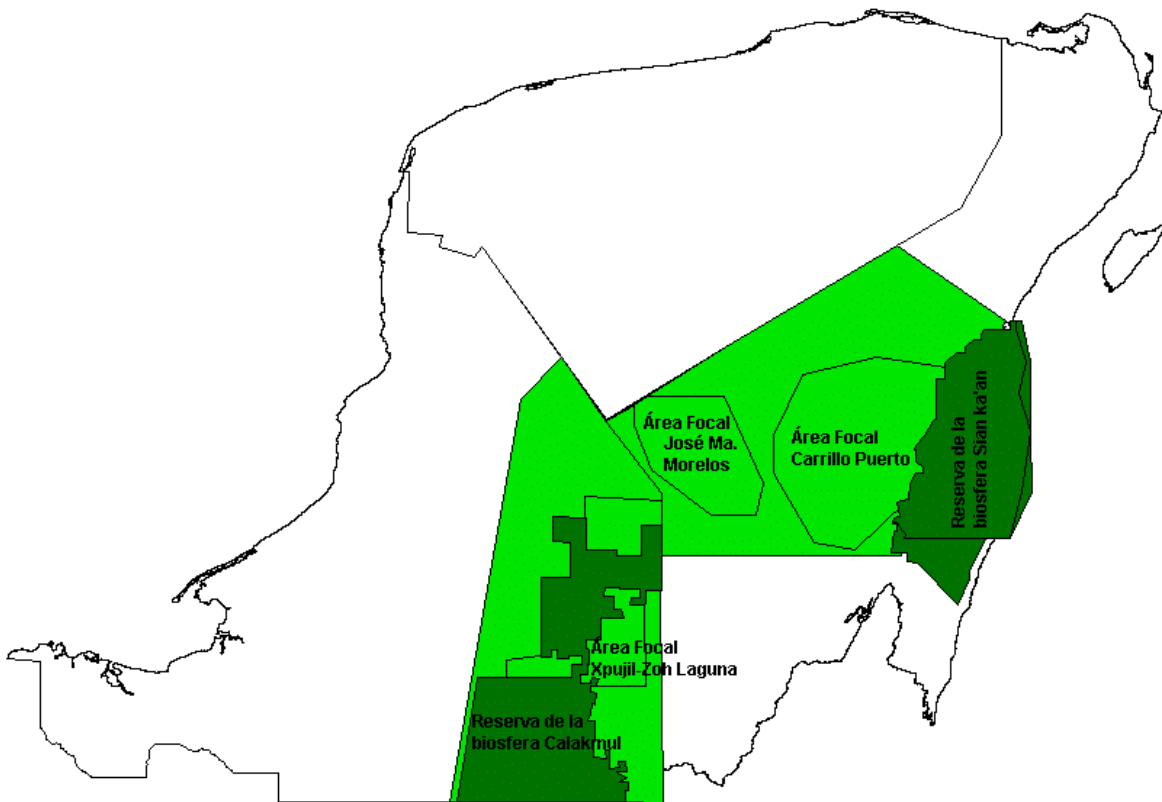 Área Focal
José Ma.
Morelos
Área Focal
Carrillo Puerto
Reserva de la
biosfera Sian ka'an
Área Focal
Xpujil-Zoh Laguna
Reserva de la
biosfera Calakmul